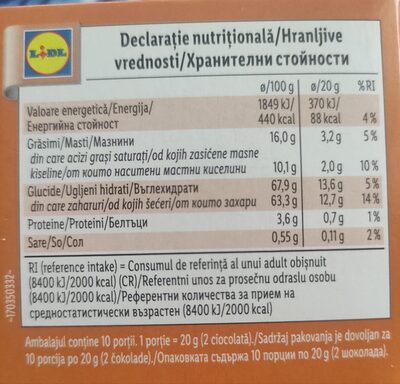 LIDL
Declarație nutrițională/Hranljive
vrednosti/Хранителни стойности
ø/100 g ø/20 g %RI
Valoare energetică/Energija/ 1849 kJ/ 370 kJ/
Енергийна стойност 440 kcal 88 kcal 4 %
Grăsimi/Masti/Мазнини 16,0 g 3,2 g 5 %
din care acizi grași saturați/od kojih zasićene masne
kiseline/от които наситени мастни киселини 10,1 g 2,0 g 10 %
Glucide/Ugljeni hidrati/Въглехидрати 67,9 g 13,6 g 5 %
din care zaharuri/od kojih šećeri/от които захари 63,3 g 12,7 g 14 %
Proteine/Proteini/Белтъци 3,6 g 0,7 g 1 %
Sare/So/Сол 0,55 g 0,11 g 2 %
RI (reference intake) = Consumul de referință al unui adult obișnuit
(8400 kJ/2000 kcal) (CR)/Referentni unos za prosečnu odraslu osobu
(8400 kJ/2000 kcal)/Референтни количества за прием на
средностатистически възрастен (8400 kJ/2000 kcal)
Ambalajul conține 10 porții. 1 porție = 20 g (2 ciocolată)./Sadržaj pakovanja je dovoljan za
10 porcija po 20 g (2 čokolade)./Опаковката съдържа 10 порции по 20 g (2 шоколада).
~170350332~